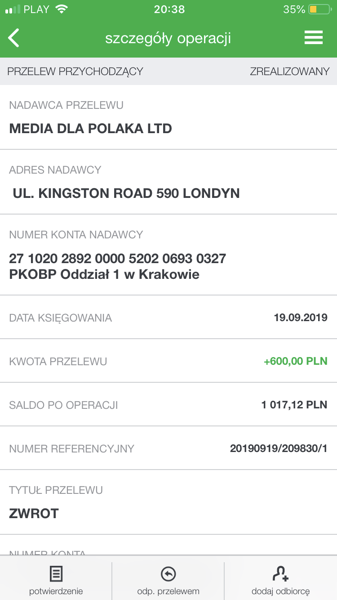 PLAY 20:38 35%
szczegóły operacji
PRZELEW PRZYCHODZĄCY ZREALIZOWANY
NADAWCA PRZELEWU
MEDIA DLA POLAKA LTD
ADRES NADAWCY
UL. KINGSTON ROAD 590 LONDYN
NUMER KONTA NADAWCY
27 1020 2892 0000 5202 0693 0327
PKOBP Oddział 1 w Krakowie
DATA KSIĘGOWANIA 19.09.2019
KWOTA PRZELEWU +600,00 PLN
SALDO PO OPERACJI 1 017,12 PLN
NUMER REFERENCYJNY 20190919/209830/1
TYTUŁ PRZELEWU
ZWROT
NUMER KONTA
potwierdzenie odp. przelewem dodaj odbiorcę